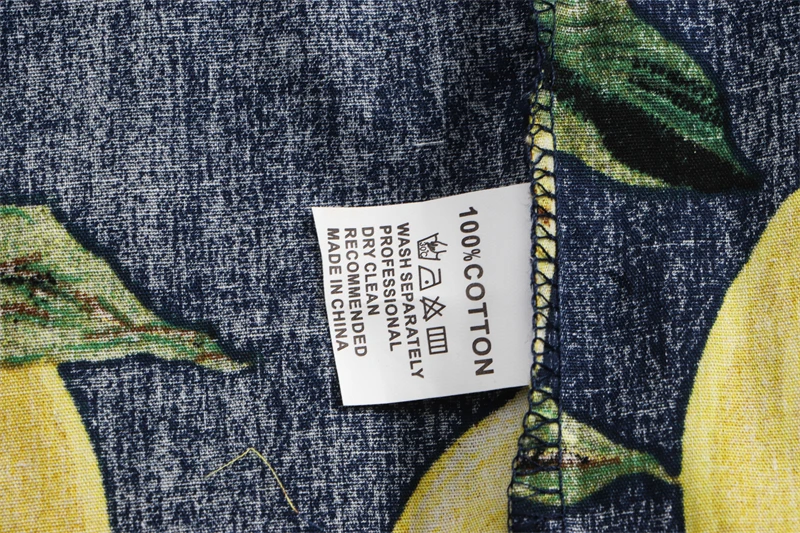 100%COTTON
WASH SEPARATELY
PROFESSIONAL
DRY CLEAN
RECOMMENDED
MADE IN CHINA